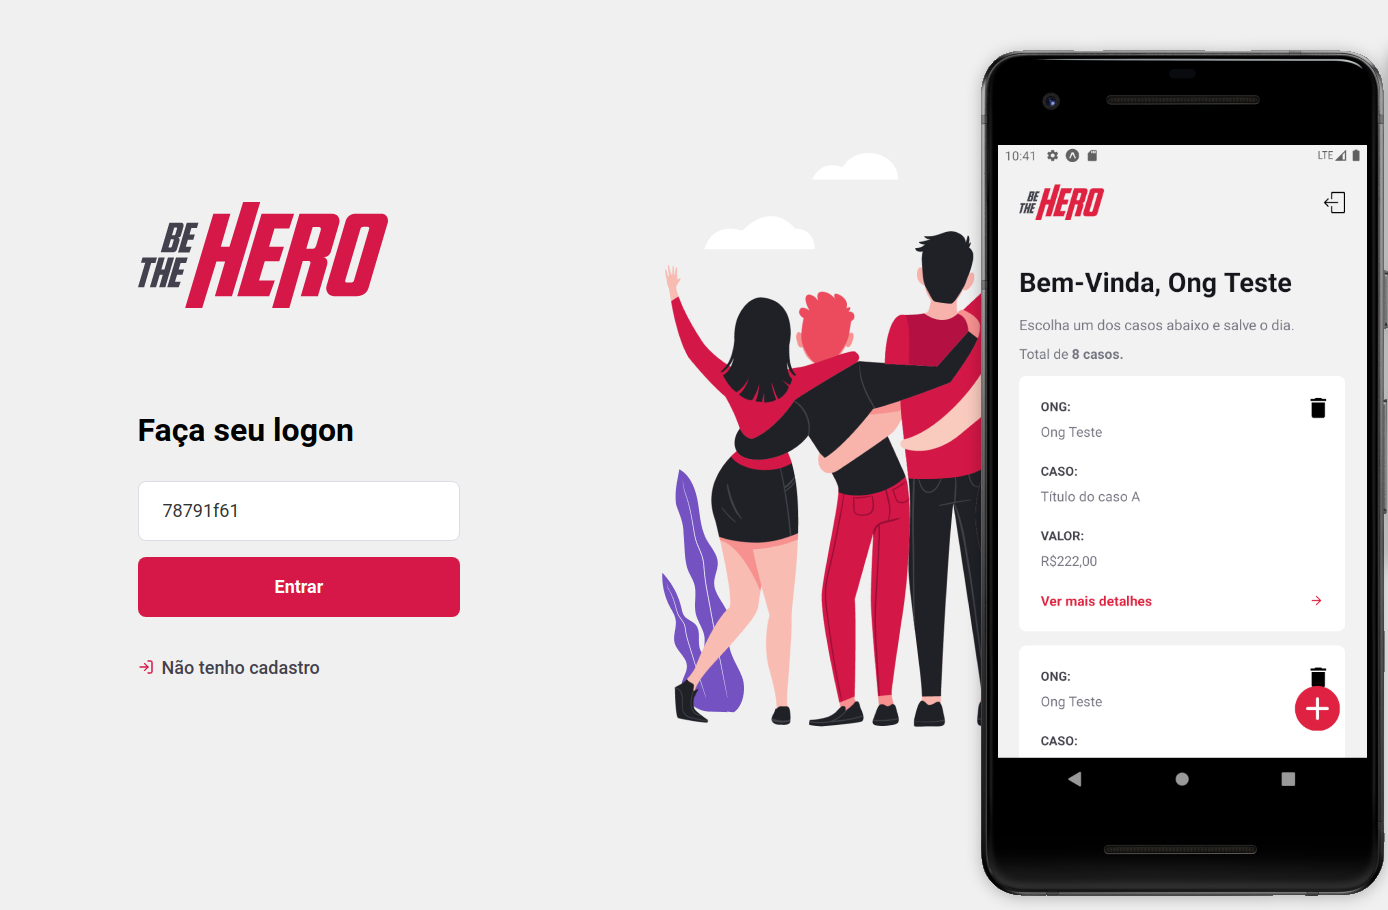 BE
THE
HERO
Faça seu logon
78791f61
Entrar
Não tenho cadastro
10:41
LTE
BE
THE
HERO
Bem-Vinda, Ong Teste
Escolha um dos casos abaixo e salve o dia.
Total de 8 casos.
ONG:
Ong Teste
CASO:
Título do caso A
VALOR:
R$222,00
Ver mais detalhes
ONG:
Ong Teste
CASO: